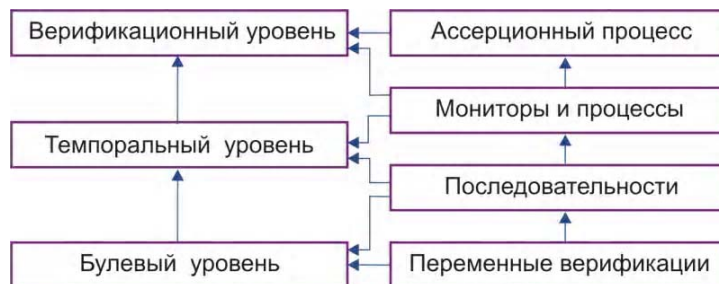 Верификационный уровень
Ассерционный процесс
Мониторы и процессы
Темпоральный уровень
Последовательности
Булевый уровень
Переменные верификации